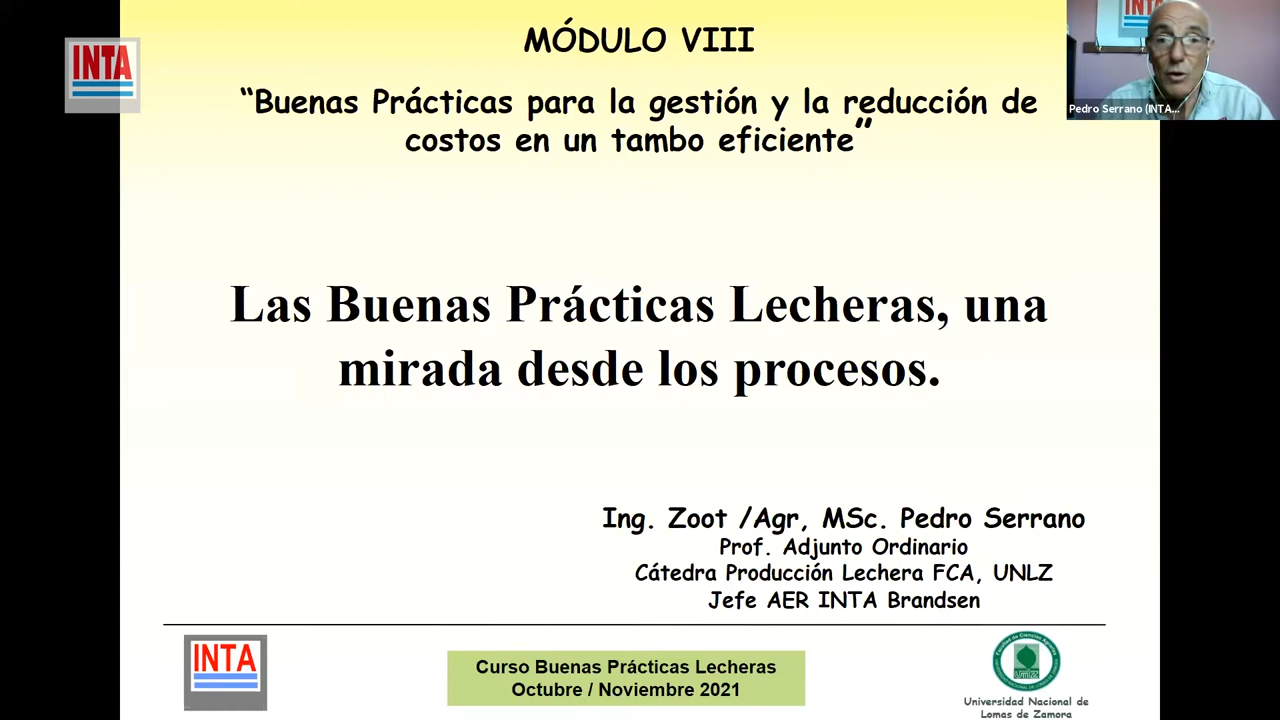 INTA
MÓDULO VIII
“Buenas Prácticas para la gestión y la reducción de
costos en un tambo eficiente”
Pedro Serrano (INTA...
Las Buenas Prácticas Lecheras, una
mirada desde los procesos.
Ing. Zoot /Agr, MSc. Pedro Serrano
Prof. Adjunto Ordinario
Cátedra Producción Lechera FCA, UNLZ
Jefe AER INTA Brandsen
INTA
Curso Buenas Prácticas Lecheras
Octubre / Noviembre 2021
Universidad Nacional de
Lomas de Zamora